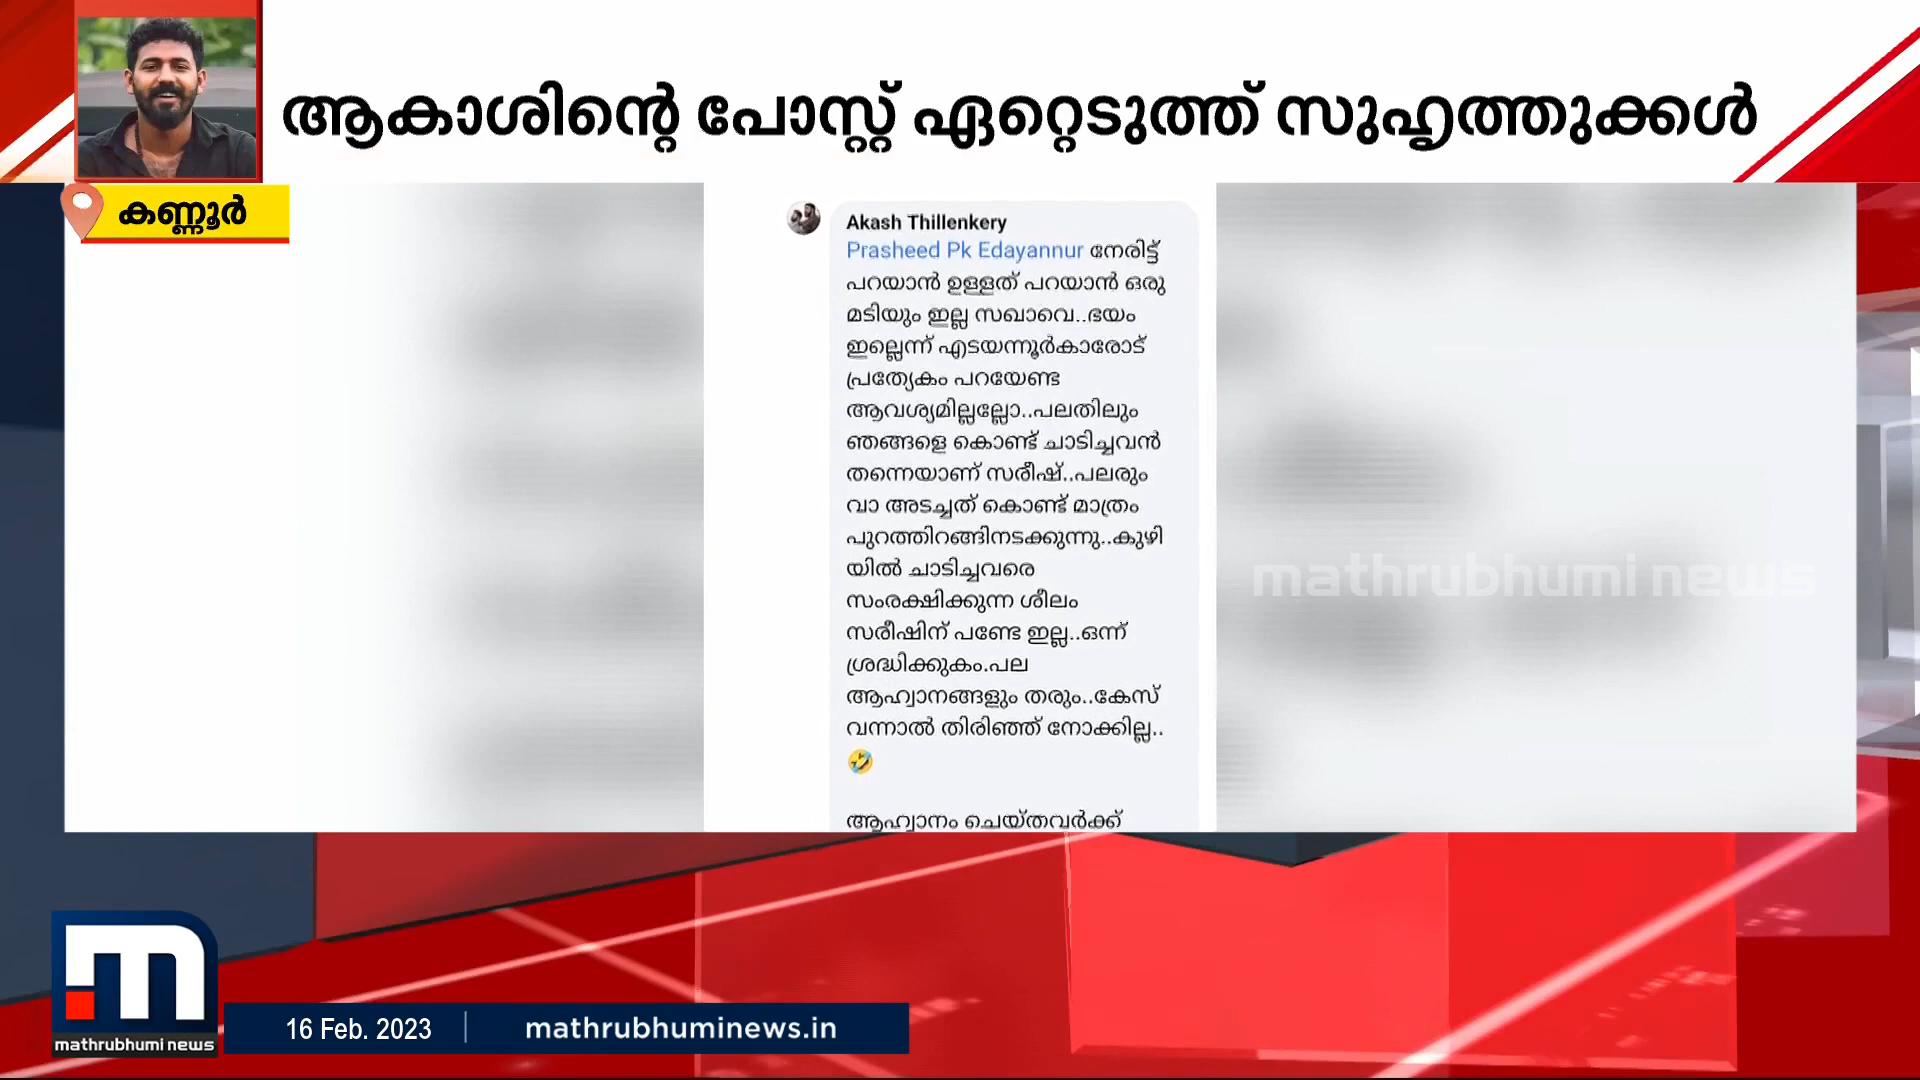 ആകാശിന്റെ പോസ്റ്റ് ഏറ്റെടുത്ത് സുഹൃത്തുക്കൾ
കണ്ണൂർ
Akash Thillenkery
Prasheed Pk Edayannur നേരിട്ട്
പറയാൻ ഉള്ളത് പറയാൻ ഒരു
മടിയും ഇല്ല സഖാവെ..ഭയം
ഇല്ലെന്ന് എടയന്നൂർകാരോട്
പ്രത്യേകം പറയേണ്ട
ആവശ്യമില്ലല്ലോ..പലതിലും
ഞങ്ങളെ കൊണ്ട് ചാടിച്ചവൻ
തന്നെയാണ് സരീഷ്..പലരും
വാ അടച്ചത് കൊണ്ട് മാത്രം
പുറത്തിറങ്ങിനടക്കുന്നു..കുഴി
യിൽ ചാടിച്ചവരെ
സംരക്ഷിക്കുന്ന ശീലം
സരീഷിന് പണ്ടേ ഇല്ല..ഒന്ന്
ശ്രദ്ധിക്കുകം.പല
ആഹ്വാനങ്ങളും തരും..കേസ്
വന്നാൽ തിരിഞ്ഞ് നോക്കില്ല..
🤣
ആഹ്വാനം ചെയ്തവർക്ക്
mathrubhumi news
mathrubhumi news
16 Feb. 2023
mathrubhuminews.in